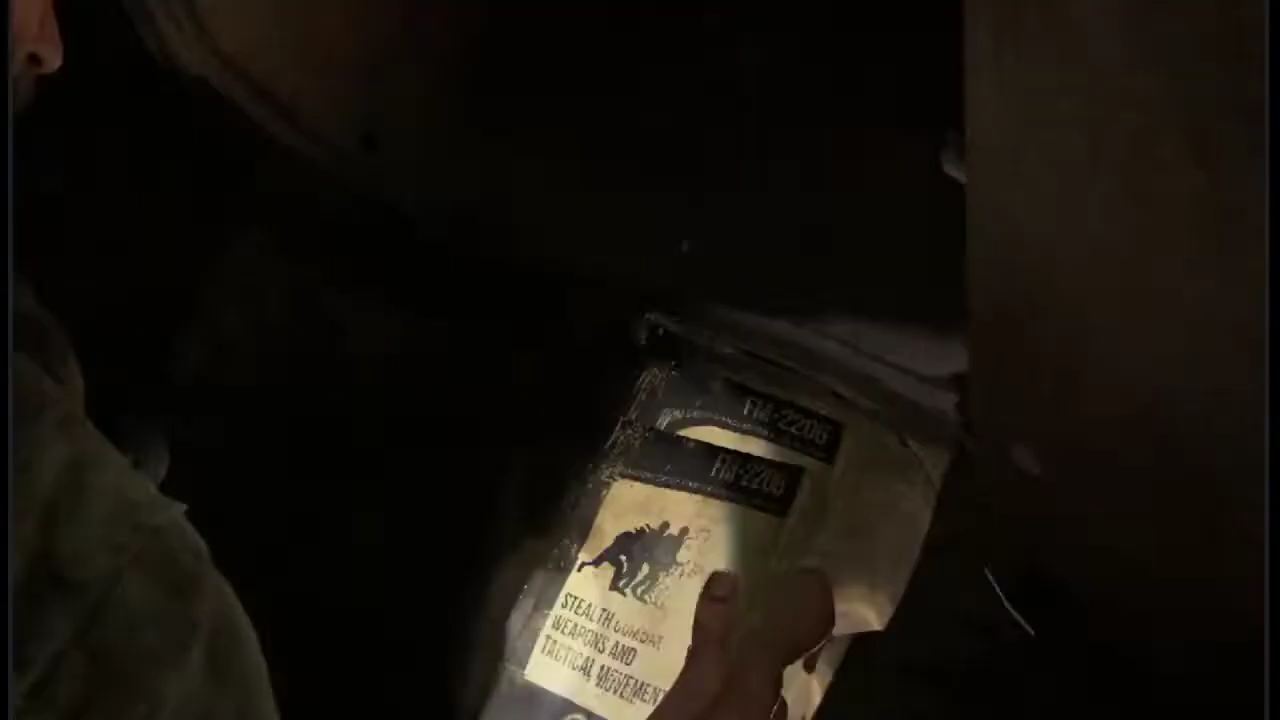 FM-2206
FM-2206
STEALTH COMBAT
WEAPONS AND
TACTICAL MOVEMENT